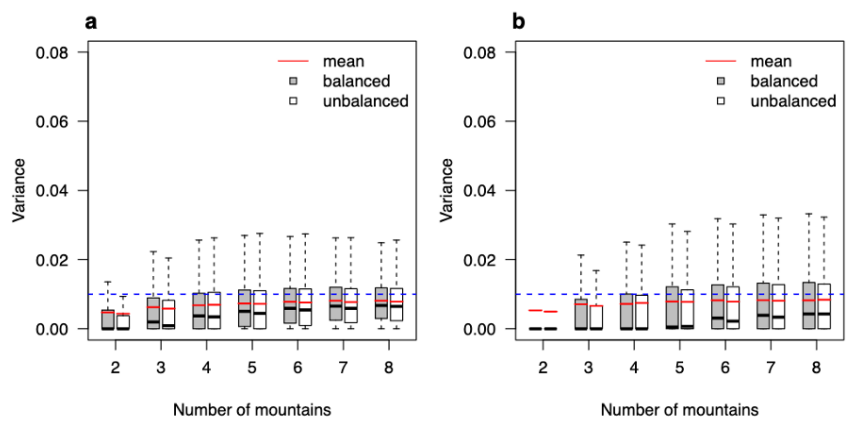 a
0.08
0.06
0.04
0.02
0.00
Variance
mean
balanced
unbalanced
2 3 4 5 6 7 8
Number of mountains
b
0.08
0.06
0.04
0.02
0.00
Variance
mean
balanced
unbalanced
2 3 4 5 6 7 8
Number of mountains